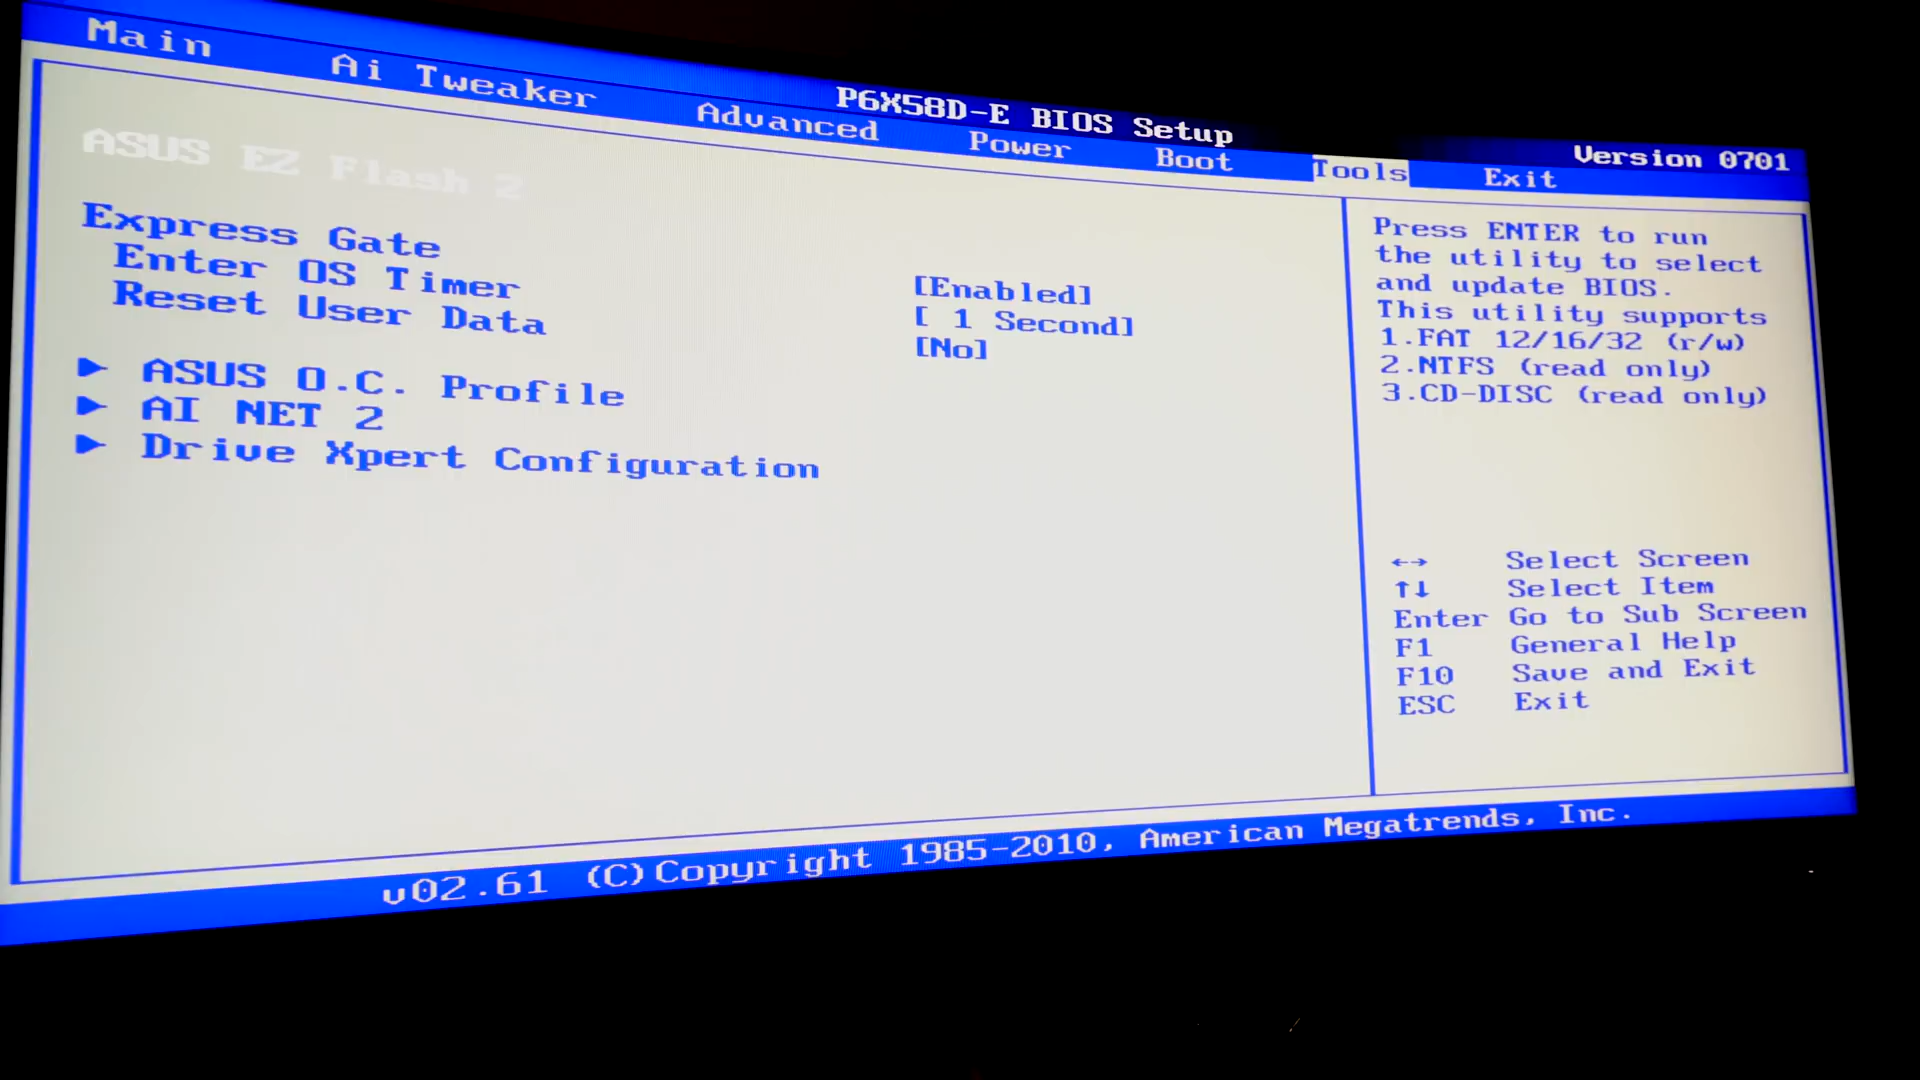 P6X58D-E BIOS Setup
Version 0701
Main Ai Tweaker Advanced Power Boot Tools Exit
ASUS EZ Flash 2
Express Gate [Enabled]
Enter OS Timer [ 1 Second]
Reset User Data [No]
► ASUS O.C. Profile
► AI NET 2
► Drive Xpert Configuration
Press ENTER to run
the utility to select
and update BIOS.
This utility supports
1.FAT 12/16/32 (r/w)
2.NTFS (read only)
3.CD-DISC (read only)
←→ Select Screen
↑↓ Select Item
Enter Go to Sub Screen
F1 General Help
F10 Save and Exit
ESC Exit
v02.61 (C)Copyright 1985-2010, American Megatrends, Inc.